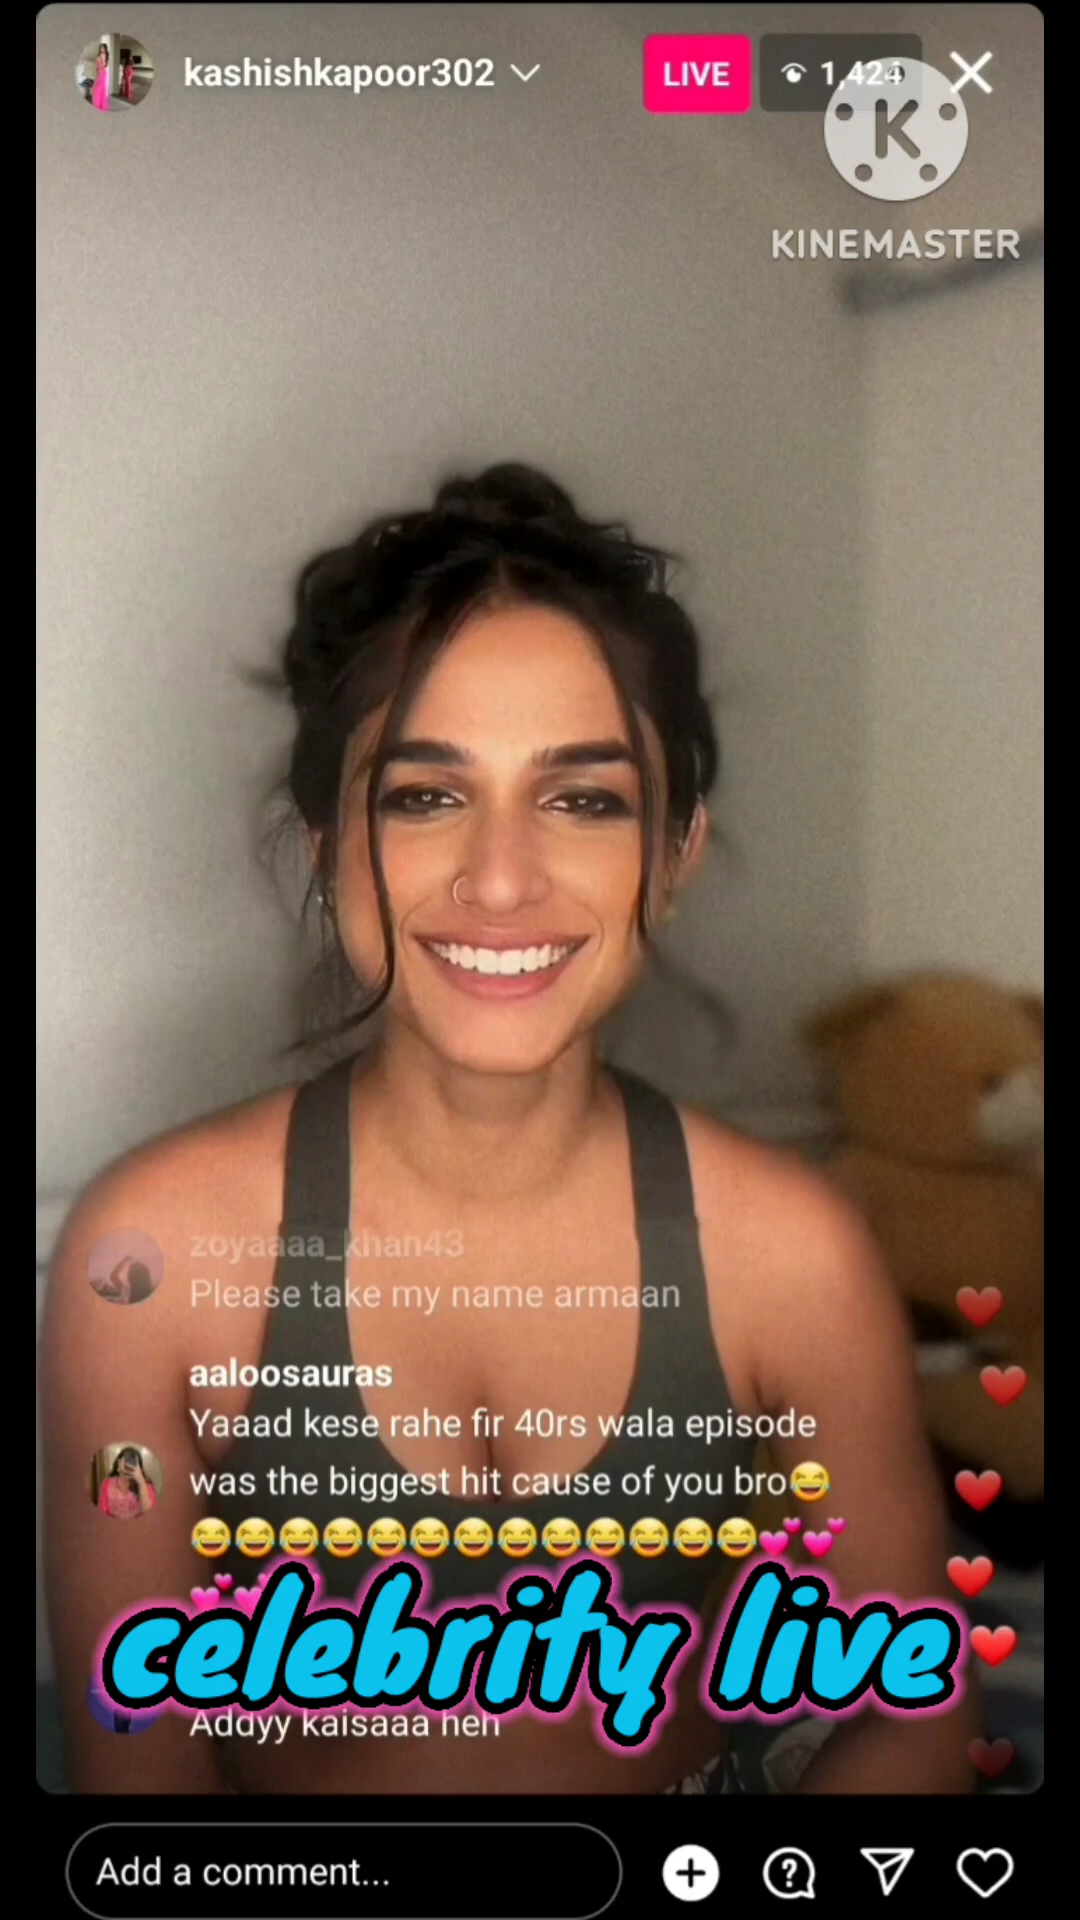 kashishkapoor302
LIVE
1,424
K
KINEMASTER
zoyaaaa_khan43
Please take my name armaan
aaloosauras
Yaaad kese rahe fir 40rs wala episode
was the biggest hit cause of you bro😂
😂😂😂😂😂😂😂😂😂😂😂😂😂💕💕
celebrity live
Addyy kaisaaa heh
Add a comment...